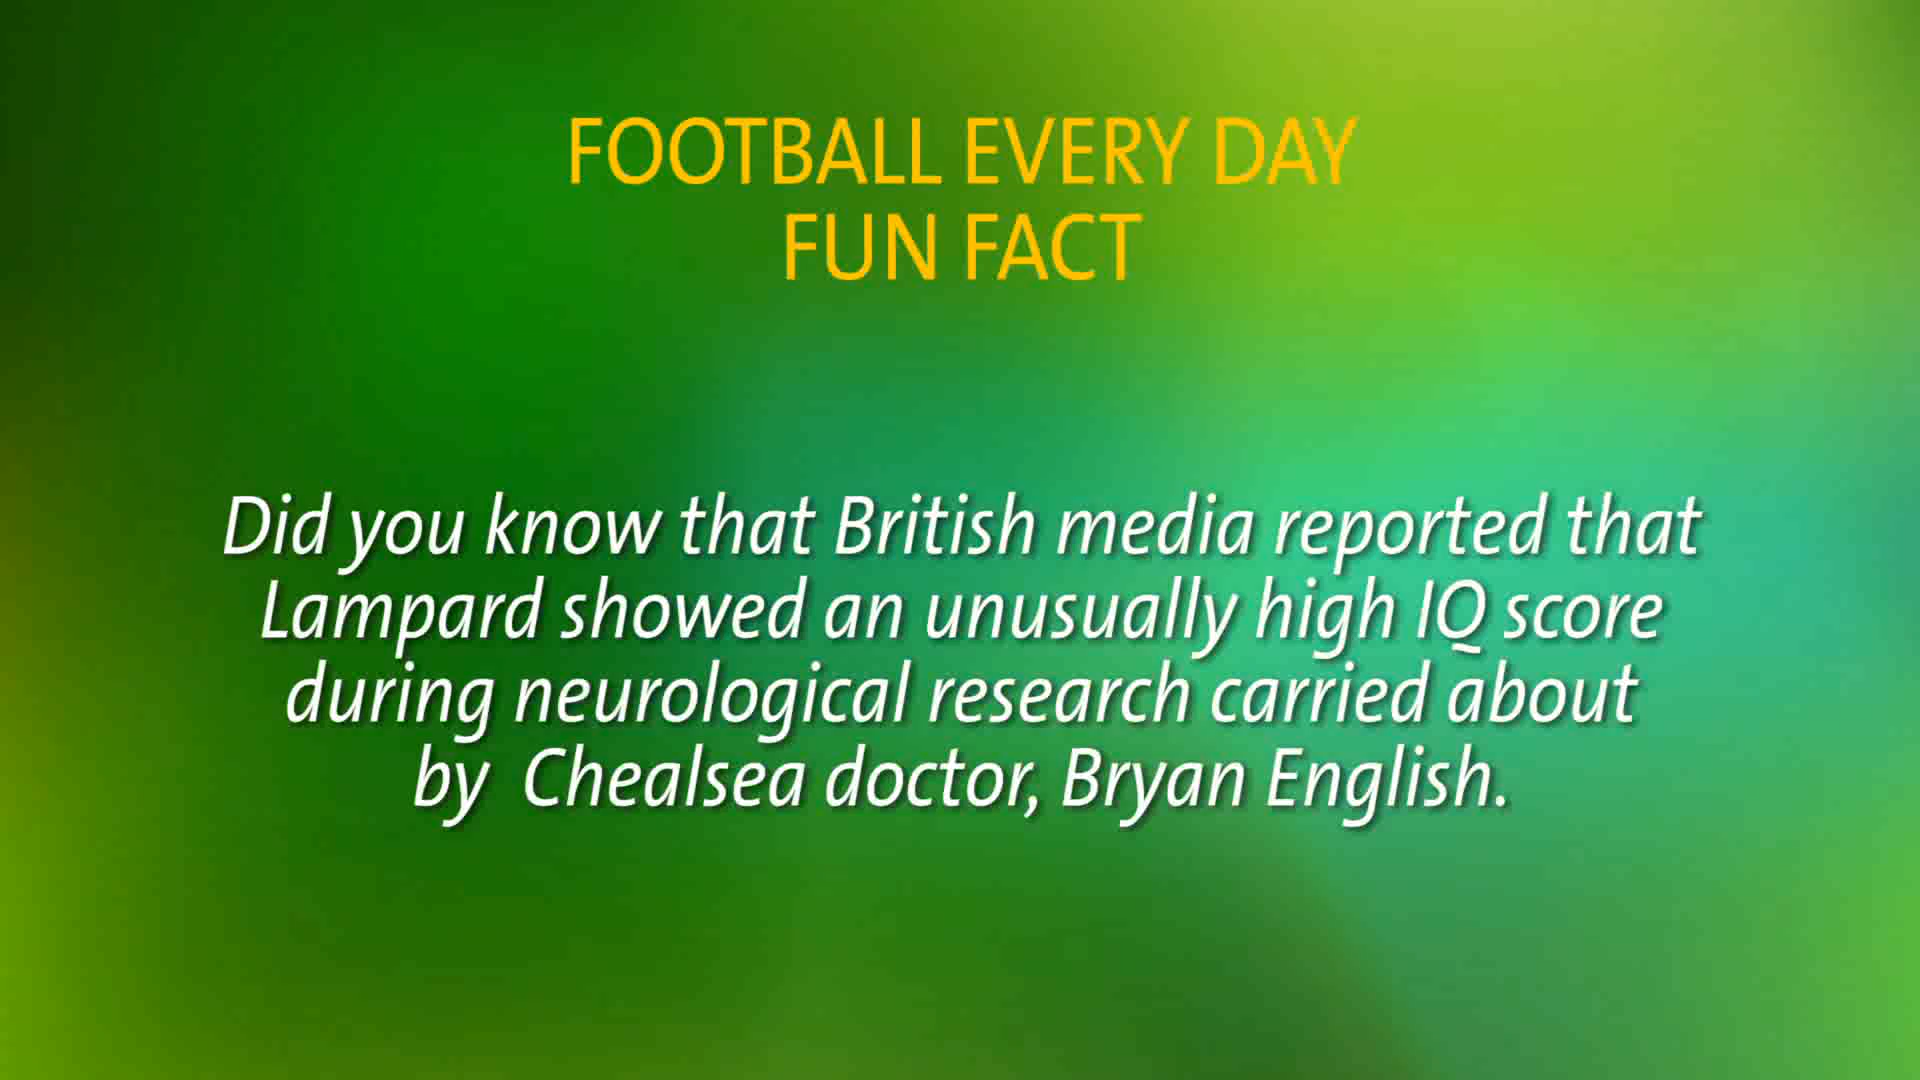 FOOTBALL EVERY DAY
FUN FACT
Did you know that British media reported that
Lampard showed an unusually high IQ score
during neurological research carried about
by  Chealsea doctor, Bryan English.